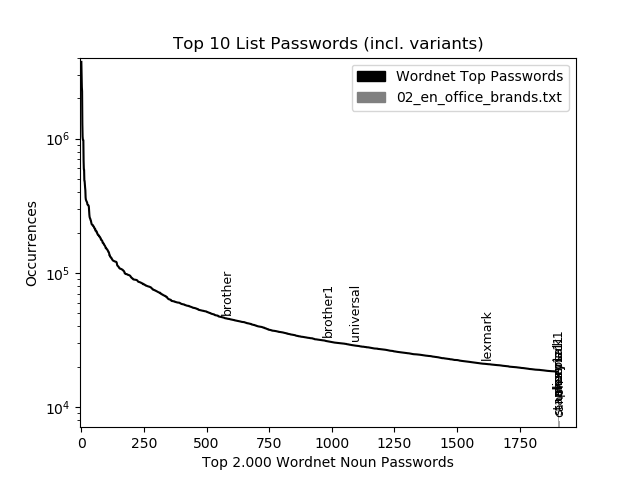 Top 10 List Passwords (incl. variants)
Wordnet Top Passwords
02_en_office_brands.txt
10^6
10^5
10^4
Occurrences
brother
brother1
universal
lexmark
0
250
500
750
1000
1250
1500
1750
Top 2.000 Wordnet Noun Passwords